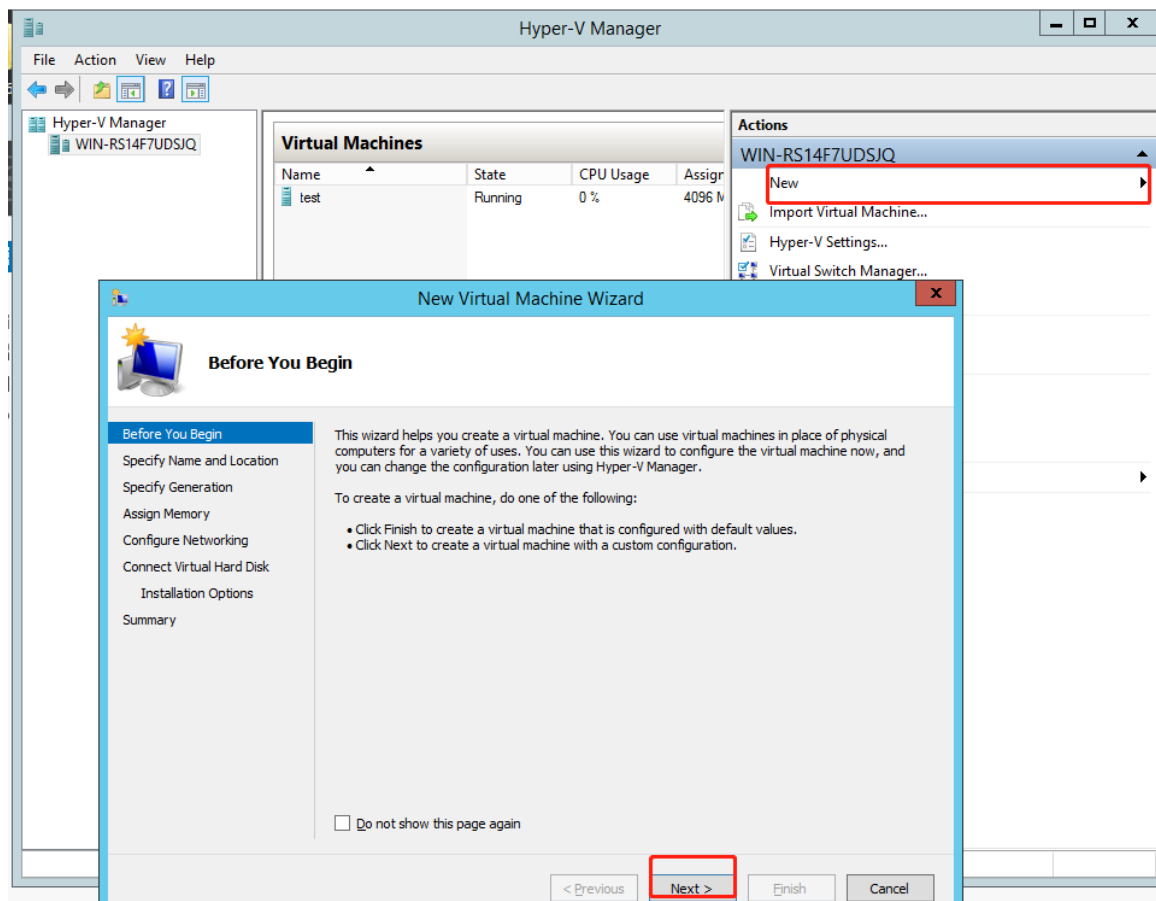 Hyper-V Manager
File Action View Help
Hyper-V Manager
WIN-RS14F7UDSJQ
Virtual Machines
Name State CPU Usage Assign
test Running 0 % 4096 M
Actions
WIN-RS14F7UDSJQ
New
Import Virtual Machine...
Hyper-V Settings...
Virtual Switch Manager...
New Virtual Machine Wizard
Before You Begin
Before You Begin
Specify Name and Location
Specify Generation
Assign Memory
Configure Networking
Connect Virtual Hard Disk
Installation Options
Summary
This wizard helps you create a virtual machine. You can use virtual machines in place of physical
computers for a variety of uses. You can use this wizard to configure the virtual machine now, and
you can change the configuration later using Hyper-V Manager.
To create a virtual machine, do one of the following:
• Click Finish to create a virtual machine that is configured with default values.
• Click Next to create a virtual machine with a custom configuration.
Do not show this page again
< Previous Next > Finish Cancel